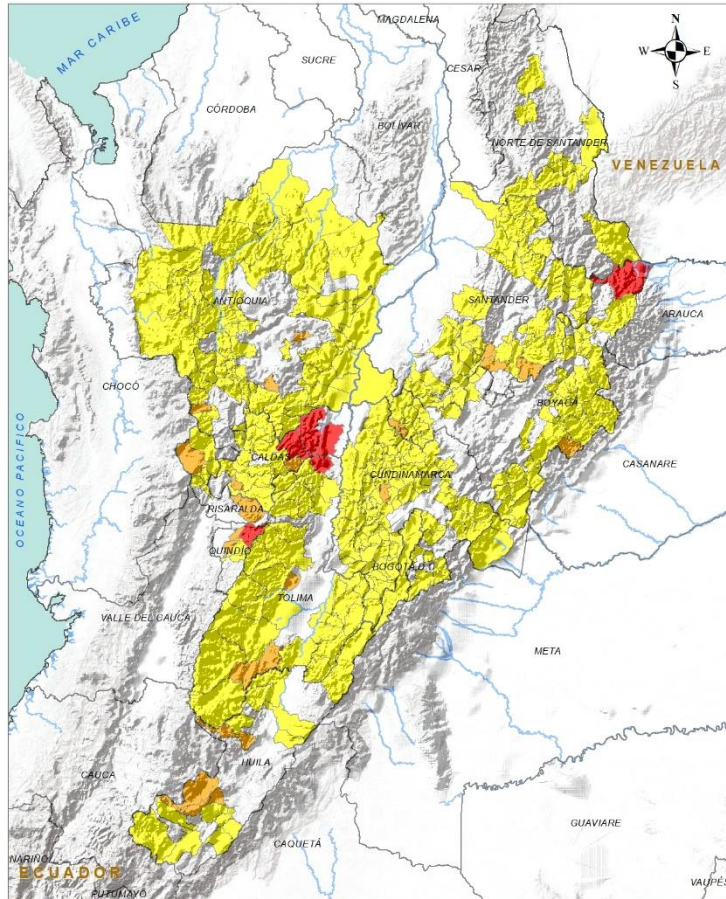 MAGDALENA
N
MAR CARIBE
SUCRE
CESAR
W
E
S
CÓRDOBA
BOLÍVAR
NORTE DE SANTANDER
VENEZUELA
ANTIOQUIA
SANTANDER
ARAUCA
CHOCÓ
BOYACÁ
CALDAS
CUNDINAMARCA
CASANARE
OCEANO PACIFICO
RISARALDA
QUINDÍO
BOGOTÁ D.C.
TOLIMA
VALLE DEL CAUCA
META
HUILA
CAUCA
GUAVIARE
CAQUETÁ
NARIÑO
ECUADOR
VAUPÉS
PUTUMAYO